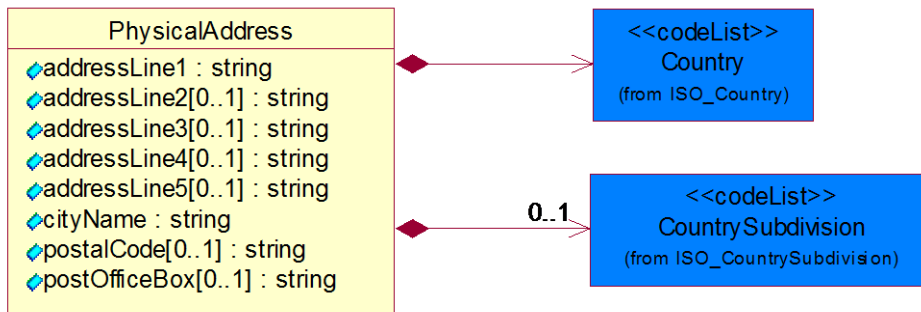 PhysicalAddress
addressLine1 : string
addressLine2[0..1] : string
addressLine3[0..1] : string
addressLine4[0..1] : string
addressLine5[0..1] : string
cityName : string
postalCode[0..1] : string
postOfficeBox[0..1] : string
<<codeList>>
Country
(from ISO_Country)
0..1
<<codeList>>
CountrySubdivision
(from ISO_CountrySubdivision)